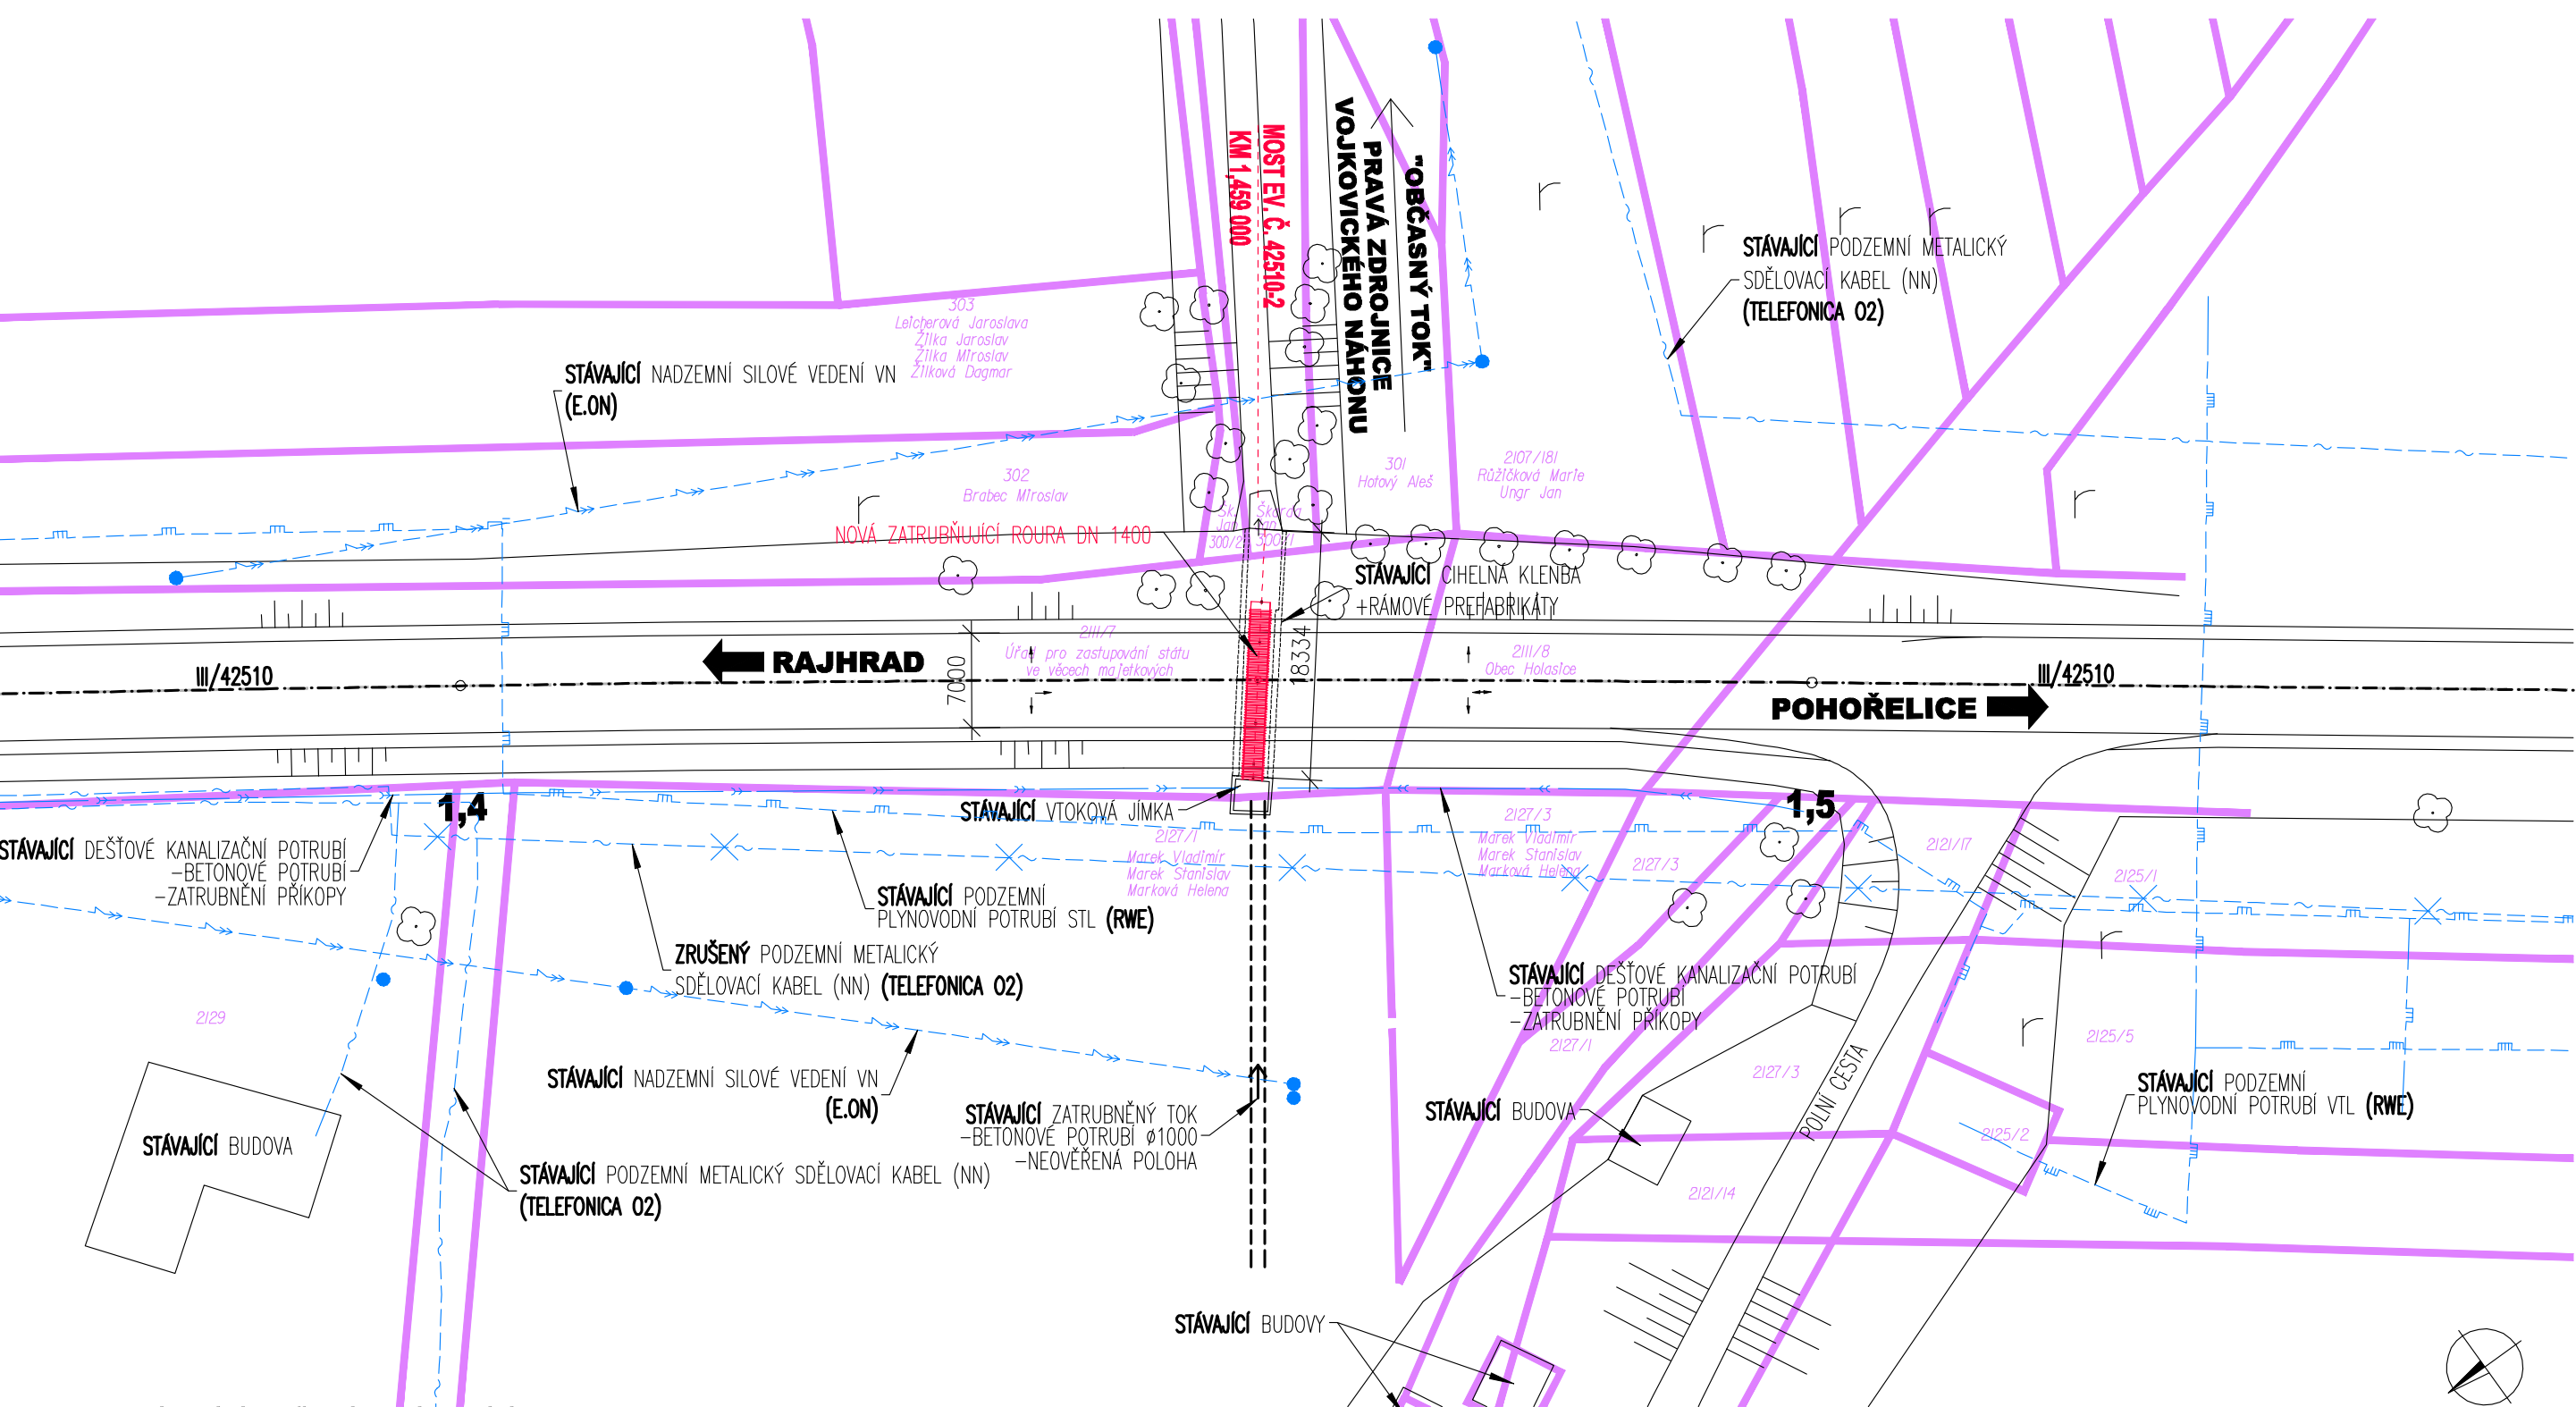 MOST EV. Č. 42510-2
KM 1,459 000
"OBČASNÝ TOK"
PRAVÁ ZDROJNICE
VOJKOVICKÉHO NÁHONU
STÁVAJÍCÍ PODZEMNÍ METALICKÝ
SDĚLOVACÍ KABEL (NN)
(TELEFONICA O2)
303
Leicherová Jaroslava
Žilka Jaroslav
Žilka Miroslav
Žilková Dagmar
STÁVAJÍCÍ NADZEMNÍ SILOVÉ VEDENÍ VN
(E.ON)
302
Brabec Miroslav
301
Hotový Aleš
2107/181
Růžičková Marie
Ungr Jan
Šk.
Škarda
Jan
300/2
300/1
NOVÁ ZATRUBŇUJÍCÍ ROURA DN 1400
STÁVAJÍCÍ CIHELNÁ KLENBA
+RÁMOVÉ PREFABRIKÁTY
2111/7
Úřad pro zastupování státu
ve věcech majetkových
2111/8
Obec Holasice
RAJHRAD
7000
18334
III/42510
III/42510
POHOŘELICE
1,4
1,5
STÁVAJÍCÍ VTOKOVÁ JÍMKA
STÁVAJÍCÍ DEŠŤOVÉ KANALIZAČNÍ POTRUBÍ
-BETONOVÉ POTRUBÍ
-ZATRUBNĚNÍ PŘÍKOPY
2127/1
Marek Vladimír
Marek Stanislav
Marková Helena
2127/3
Marek Vladimír
Marek Stanislav
Marková Helena
2127/3
2121/17
2125/1
STÁVAJÍCÍ PODZEMNÍ
PLYNOVODNÍ POTRUBÍ STL (RWE)
ZRUŠENÝ PODZEMNÍ METALICKÝ
SDĚLOVACÍ KABEL (NN) (TELEFONICA O2)
STÁVAJÍCÍ DEŠŤOVÉ KANALIZAČNÍ POTRUBÍ
-BETONOVÉ POTRUBÍ
-ZATRUBNĚNÍ PŘÍKOPY
2129
2127/1
2125/5
2127/3
POLNÍ CESTA
STÁVAJÍCÍ NADZEMNÍ SILOVÉ VEDENÍ VN
(E.ON)
STÁVAJÍCÍ ZATRUBNĚNÝ TOK
-BETONOVÉ POTRUBÍ ø1000
-NEOVĚŘENÁ POLOHA
STÁVAJÍCÍ BUDOVA
STÁVAJÍCÍ PODZEMNÍ
PLYNOVODNÍ POTRUBÍ VTL (RWE)
2125/2
STÁVAJÍCÍ BUDOVA
STÁVAJÍCÍ PODZEMNÍ METALICKÝ SDĚLOVACÍ KABEL (NN)
(TELEFONICA O2)
2121/14
STÁVAJÍCÍ BUDOVY